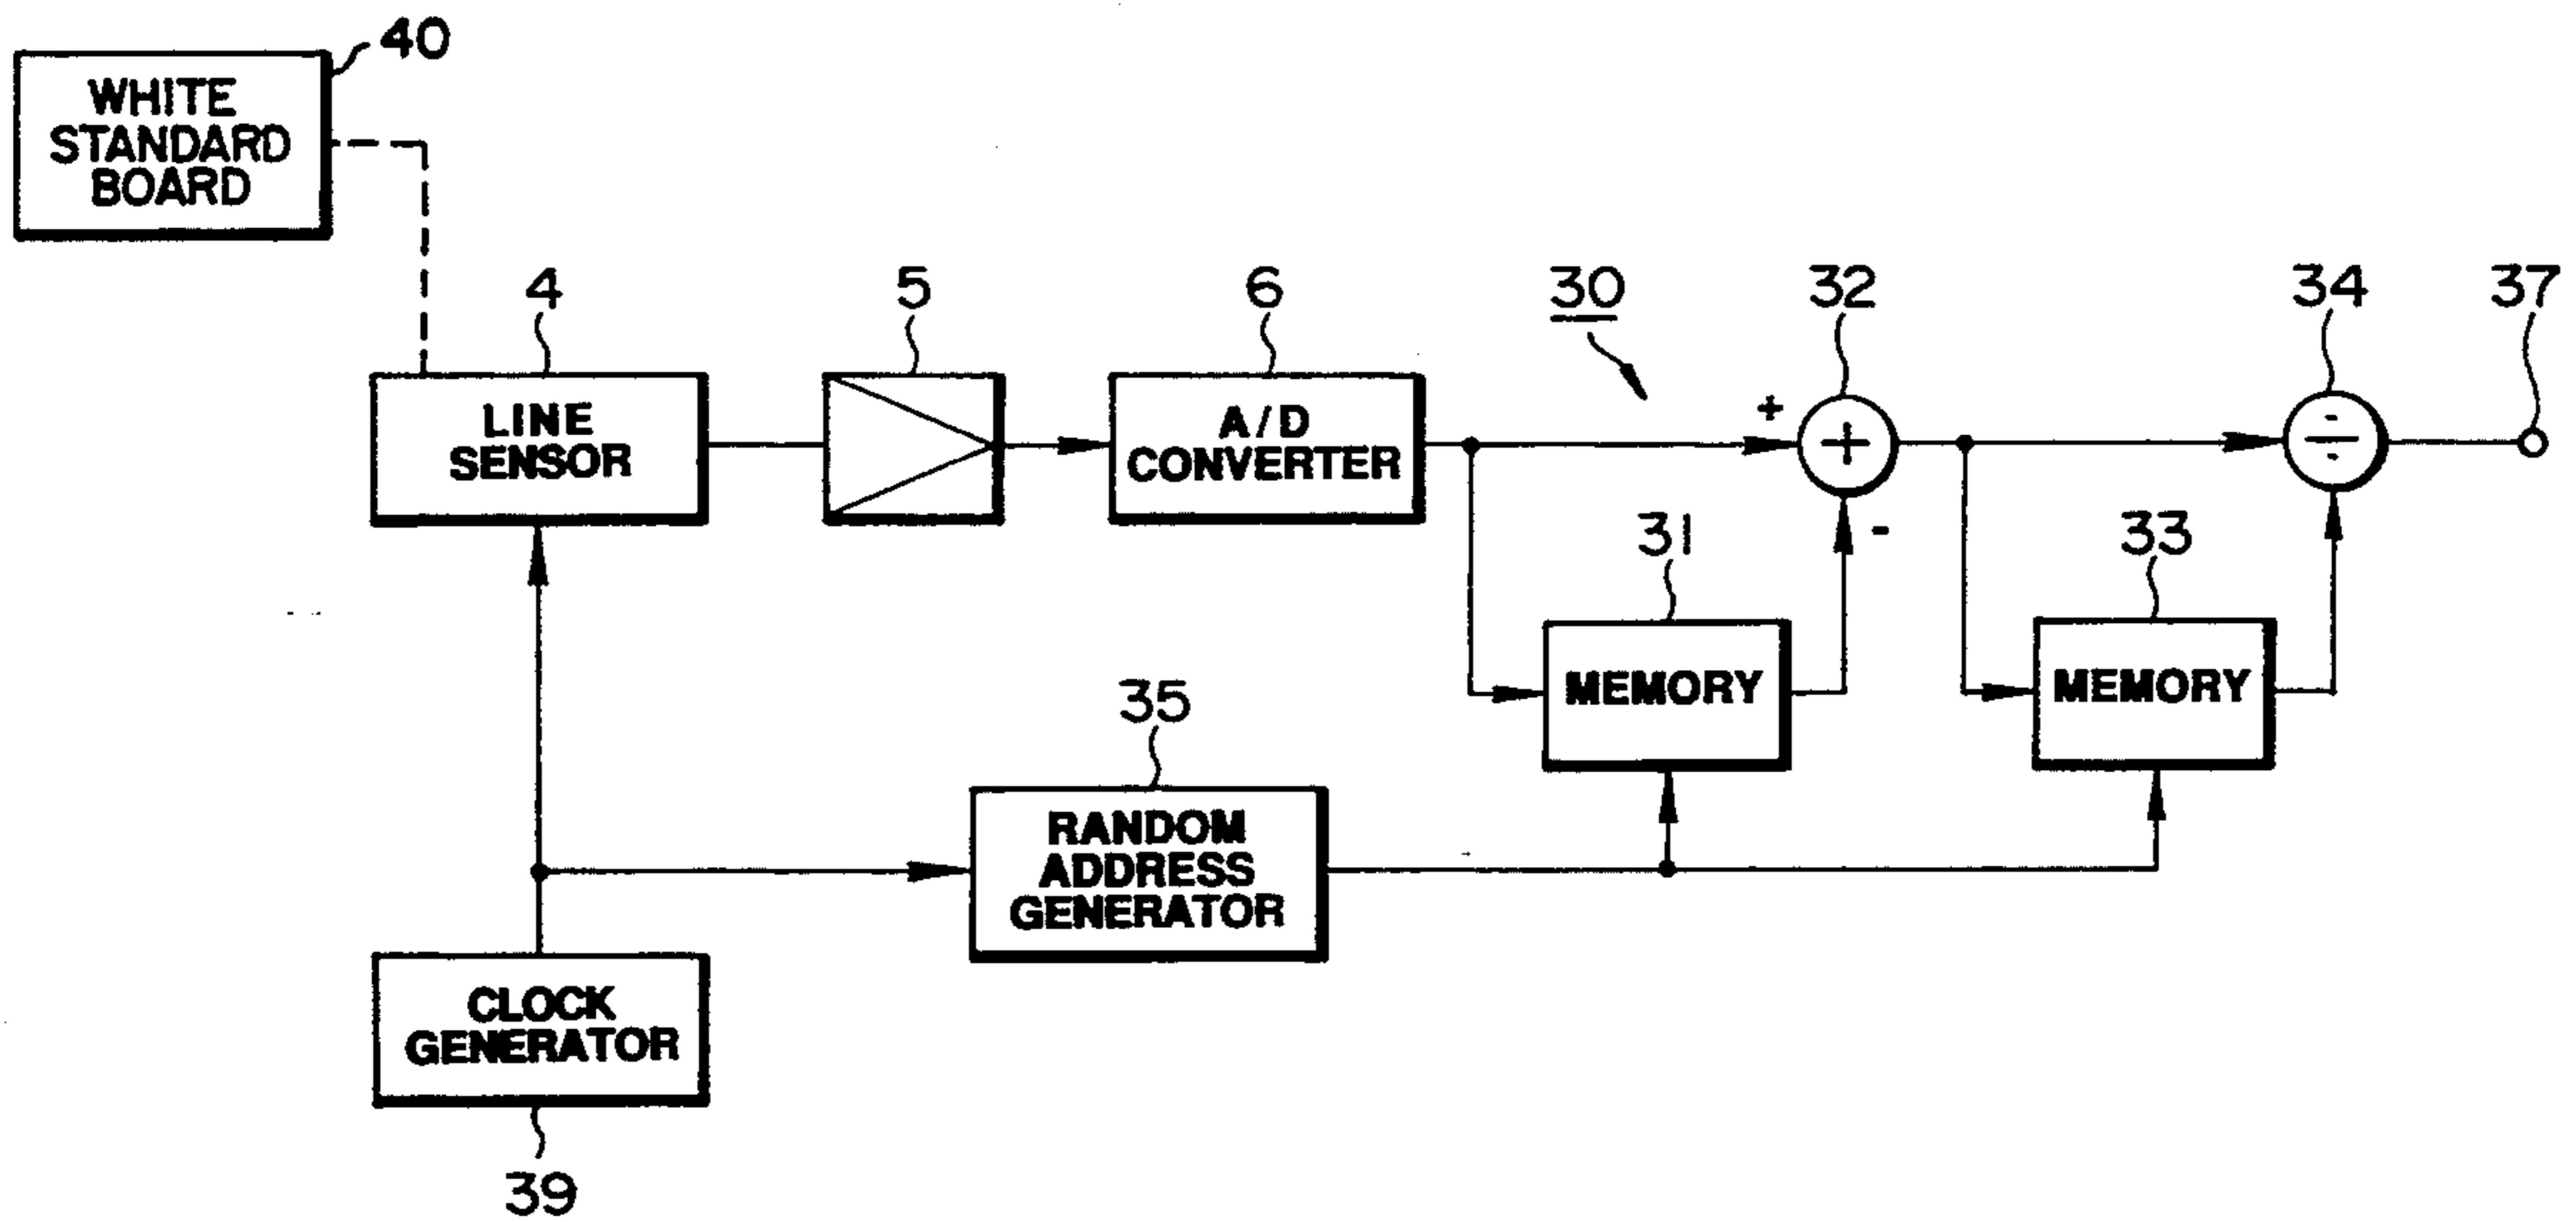 40
WHITE
STANDARD
BOARD
4
5
6
30
32
34
37
LINE
SENSOR
A/D
CONVERTER
+
+
÷
-
31
33
MEMORY
MEMORY
35
RANDOM
ADDRESS
GENERATOR
CLOCK
GENERATOR
39